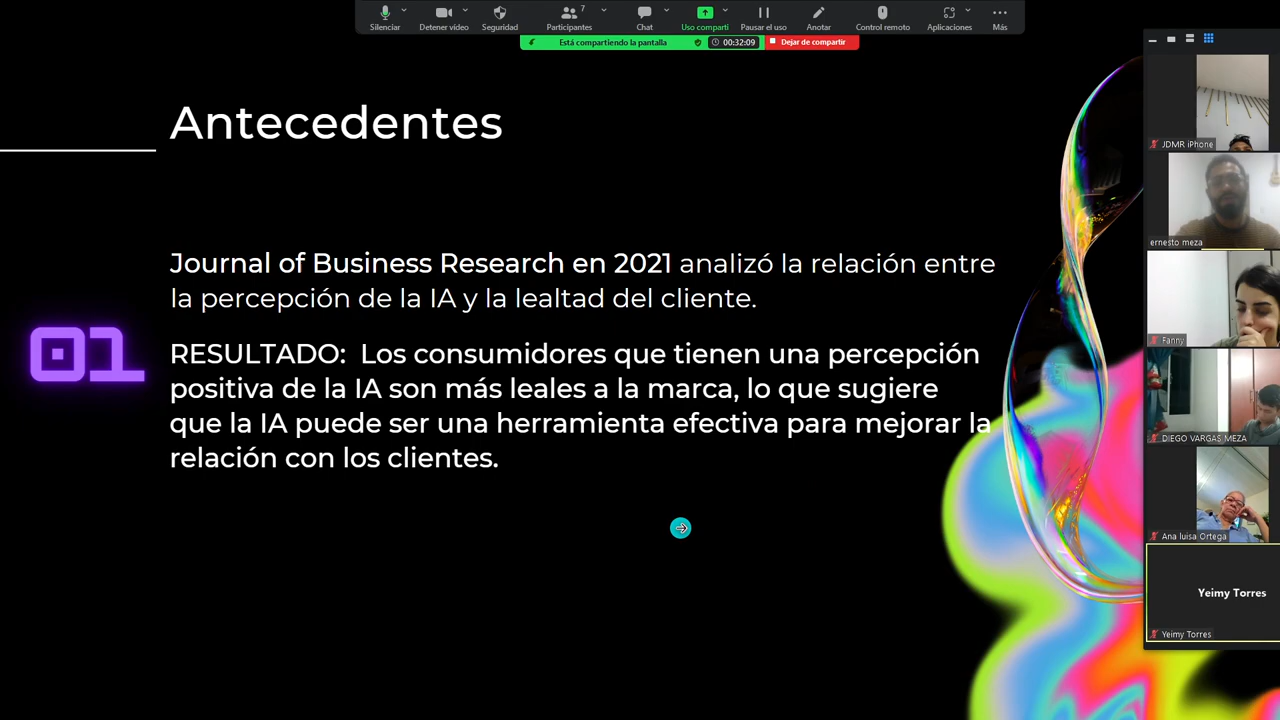 7
Silenciar
Detener vídeo
Seguridad
Participantes
Chat
Uso comparti
Pausar el uso
Anotar
Control remoto
Aplicaciones
Más
Está compartiendo la pantalla
00:32:09
Dejar de compartir
Antecedentes
Journal of Business Research en 2021 analizó la relación entre
la percepción de la IA y la lealtad del cliente.
01
RESULTADO: Los consumidores que tienen una percepción
positiva de la IA son más leales a la marca, lo que sugiere
que la IA puede ser una herramienta efectiva para mejorar la
relación con los clientes.
JDMR iPhone
ernesto meza
Fanny
DIEGO VARGAS MEZA
Ana luisa Ortega
Yeimy Torres
Yeimy Torres